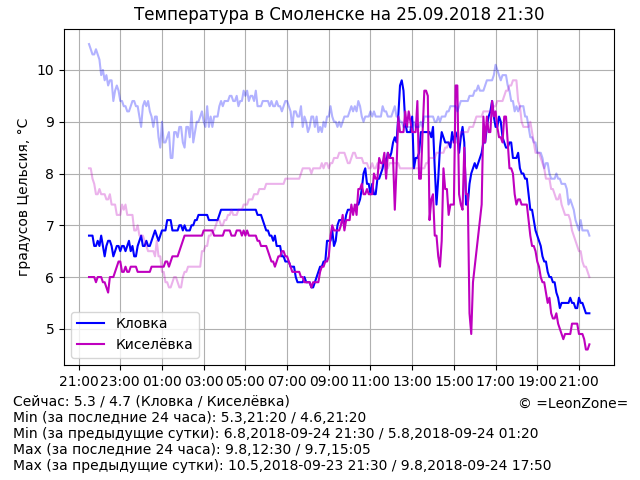 Температура в Смоленске на 25.09.2018 21:30
градусов Цельсия, °C
10
9
8
7
6
5
Кловка
Киселёвка
21:00 23:00 01:00 03:00 05:00 07:00 09:00 11:00 13:00 15:00 17:00 19:00 21:00
Сейчас: 5.3 / 4.7 (Кловка / Киселёвка)
© =LeonZone=
Min (за последние 24 часа): 5.3,21:20 / 4.6,21:20
Min (за предыдущие сутки): 6.8,2018-09-24 21:30 / 5.8,2018-09-24 01:20
Max (за последние 24 часа): 9.8,12:30 / 9.7,15:05
Max (за предыдущие сутки): 10.5,2018-09-23 21:30 / 9.8,2018-09-24 17:50